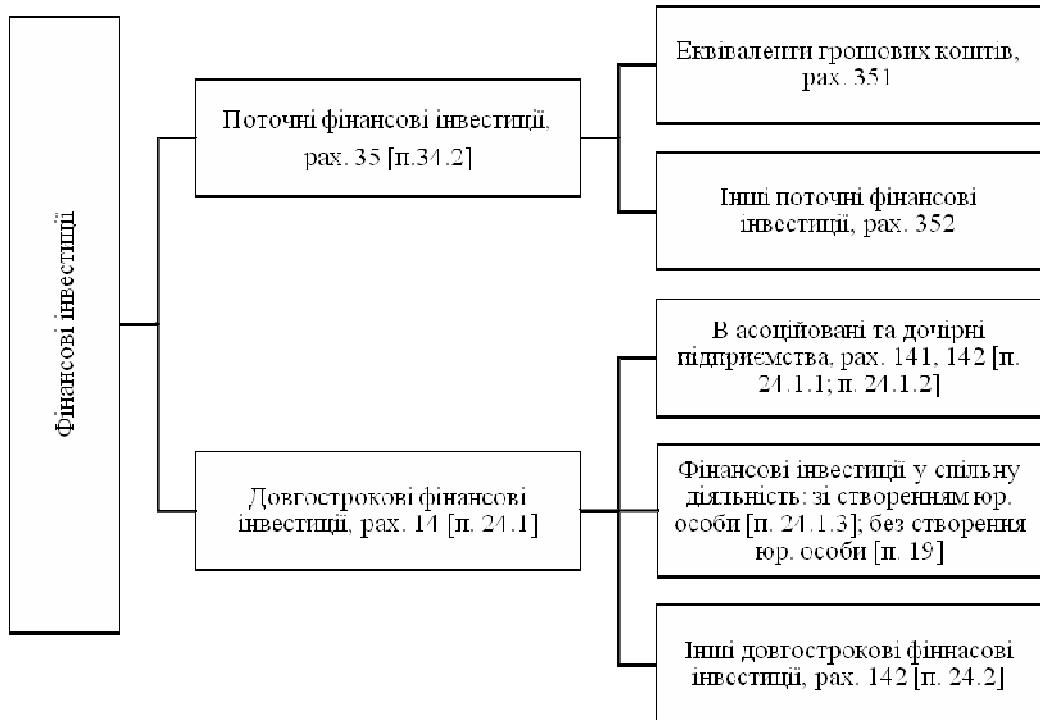 Фінансові інвестиції
Поточні фінансові інвестиції,
рах. 35 [п.34.2]
Еквіваленти грошових коштів,
рах. 351
Інші поточні фінансові
інвестиції, рах. 352
Довгострокові фінансові
інвестиції, рах. 14 [п. 24.1]
В асоційовані та дочірні
підприємства, рах. 141, 142 [п.
24.1.1; п. 24.1.2]
Фінансові інвестиції у спільну
діяльність: зі створенням юр.
особи [п. 24.1.3]; без створення
юр. особи [п. 19]
Інші довгострокові фіннасові
інвестиції, рах. 142 [п. 24.2]